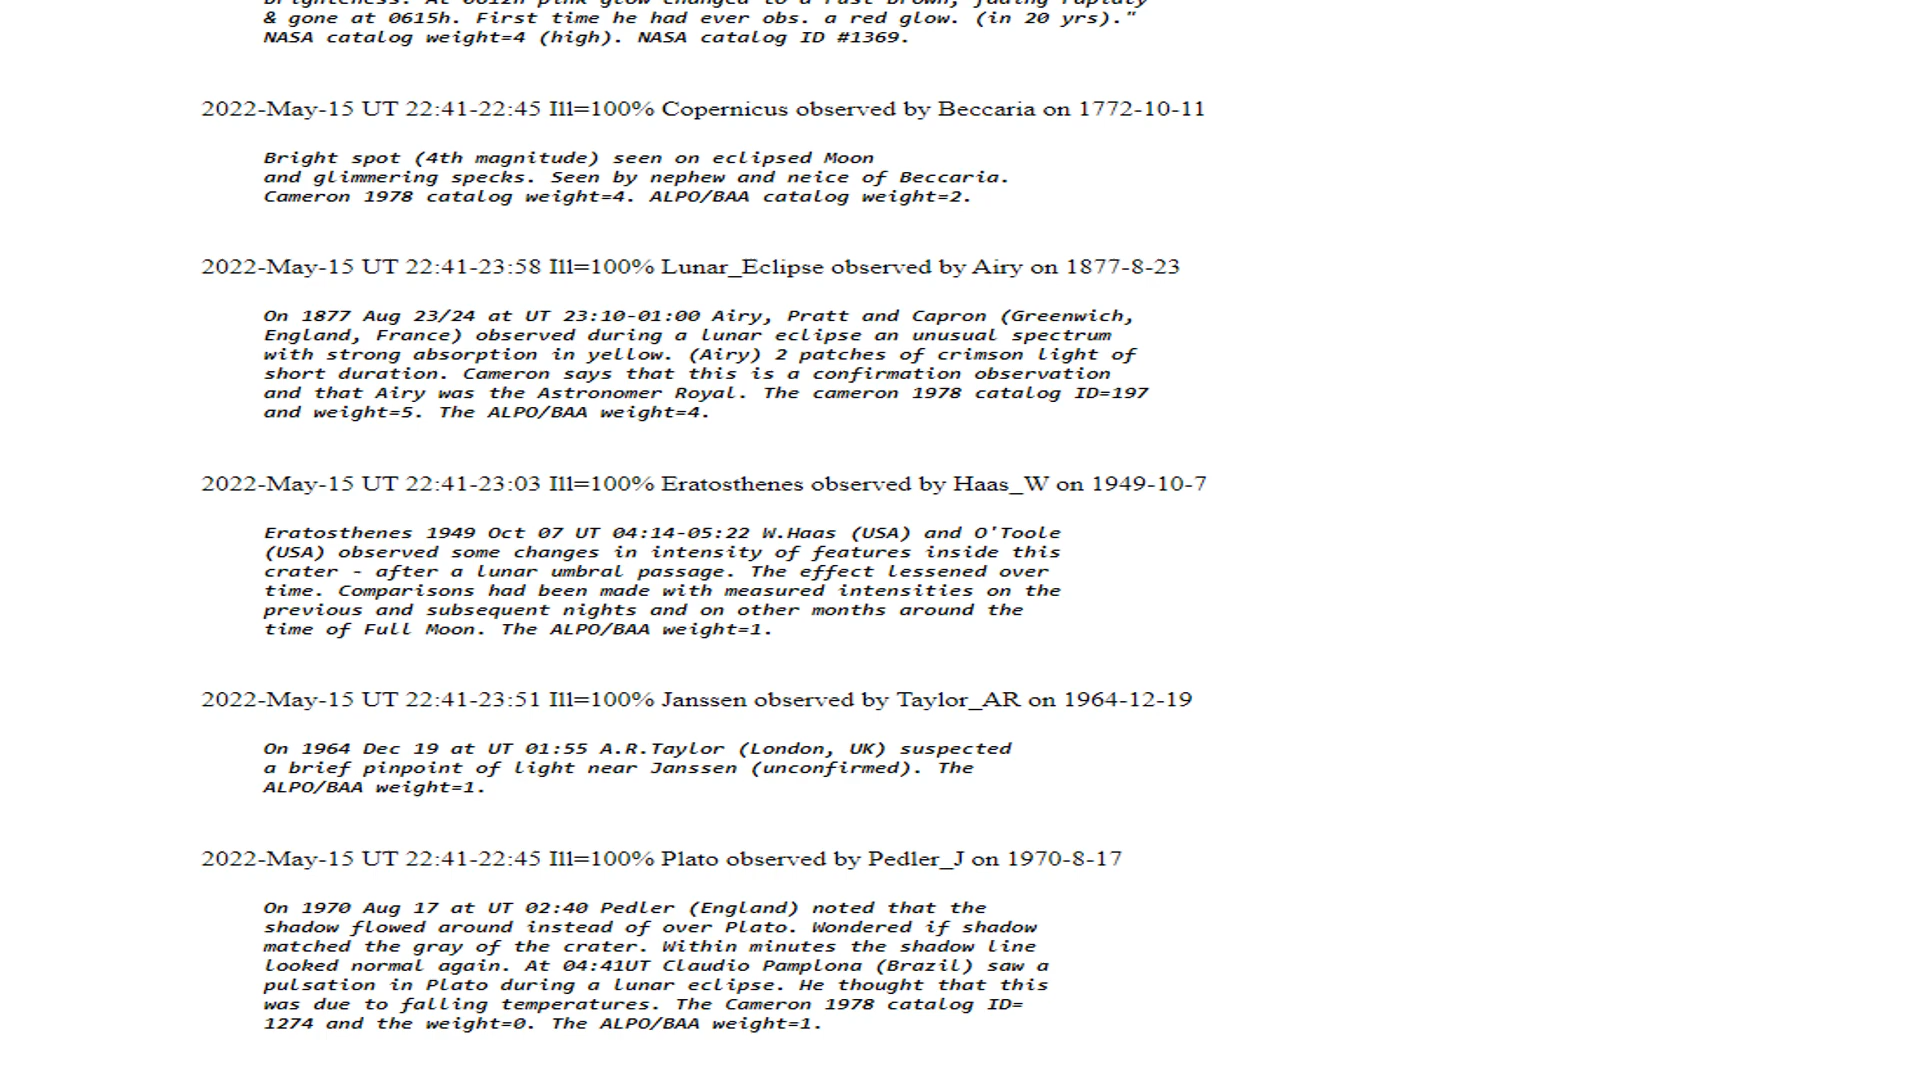 Brightness. At 0612h pink glow changed to a rust brown, fading rapidly
& gone at 0615h. First time he had ever obs. a red glow. (in 20 yrs)."
NASA catalog weight=4 (high). NASA catalog ID #1369.
2022-May-15 UT 22:41-22:45 Ill=100% Copernicus observed by Beccaria on 1772-10-11
Bright spot (4th magnitude) seen on eclipsed Moon
and glimmering specks. Seen by nephew and neice of Beccaria.
Cameron 1978 catalog weight=4. ALPO/BAA catalog weight=2.
2022-May-15 UT 22:41-23:58 Ill=100% Lunar_Eclipse observed by Airy on 1877-8-23
On 1877 Aug 23/24 at UT 23:10-01:00 Airy, Pratt and Capron (Greenwich,
England, France) observed during a lunar eclipse an unusual spectrum
with strong absorption in yellow. (Airy) 2 patches of crimson light of
short duration. Cameron says that this is a confirmation observation
and that Airy was the Astronomer Royal. The cameron 1978 catalog ID=197
and weight=5. The ALPO/BAA weight=4.
2022-May-15 UT 22:41-23:03 Ill=100% Eratosthenes observed by Haas_W on 1949-10-7
Eratosthenes 1949 Oct 07 UT 04:14-05:22 W.Haas (USA) and O'Toole
(USA) observed some changes in intensity of features inside this
crater - after a lunar umbral passage. The effect lessened over
time. Comparisons had been made with measured intensities on the
previous and subsequent nights and on other months around the
time of Full Moon. The ALPO/BAA weight=1.
2022-May-15 UT 22:41-23:51 Ill=100% Janssen observed by Taylor_AR on 1964-12-19
On 1964 Dec 19 at UT 01:55 A.R.Taylor (London, UK) suspected
a brief pinpoint of light near Janssen (unconfirmed). The
ALPO/BAA weight=1.
2022-May-15 UT 22:41-22:45 Ill=100% Plato observed by Pedler_J on 1970-8-17
On 1970 Aug 17 at UT 02:40 Pedler (England) noted that the
shadow flowed around instead of over Plato. Wondered if shadow
matched the gray of the crater. Within minutes the shadow line
looked normal again. At 04:41UT Claudio Pamplona (Brazil) saw a
pulsation in Plato during a lunar eclipse. He thought that this
was due to falling temperatures. The Cameron 1978 catalog ID=
1274 and the weight=0. The ALPO/BAA weight=1.